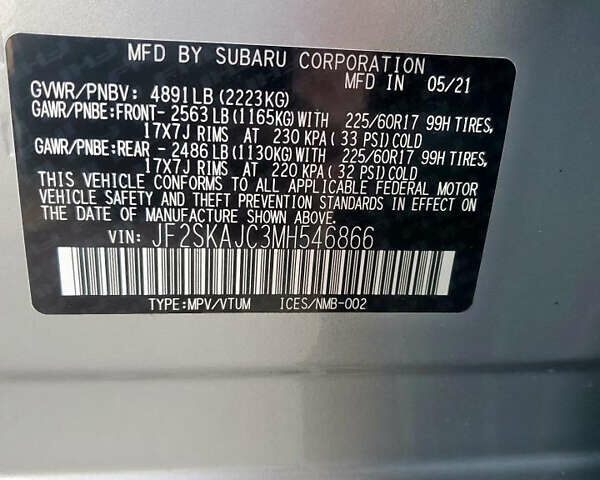 MFD BY SUBARU CORPORATION
MFD IN 05/21
GVWR/PNBV: 4891LB (2223KG)
GAWR/PNBE:FRONT- 2563 LB (1165KG)WITH 225/60R17 99H TIRES,
17X7J RIMS AT 230 KPA (33 PSI)COLD
GAWR/PNBE:REAR - 2486 LB (1130KG)WITH 225/60R17 99H TIRES,
17X7J RIMS AT 220 KPA (32 PSI)COLD
THIS VEHICLE CONFORMS TO ALL APPLICABLE FEDERAL MOTOR
VEHICLE SAFETY AND THEFT PREVENTION STANDARDS IN EFFECT
ON THE DATE OF MANUFACTURE SHOWN ABOVE.
VIN: JF2SKAJC3MH546866
TYPE:MPV/VTUM ICES/NMB-002